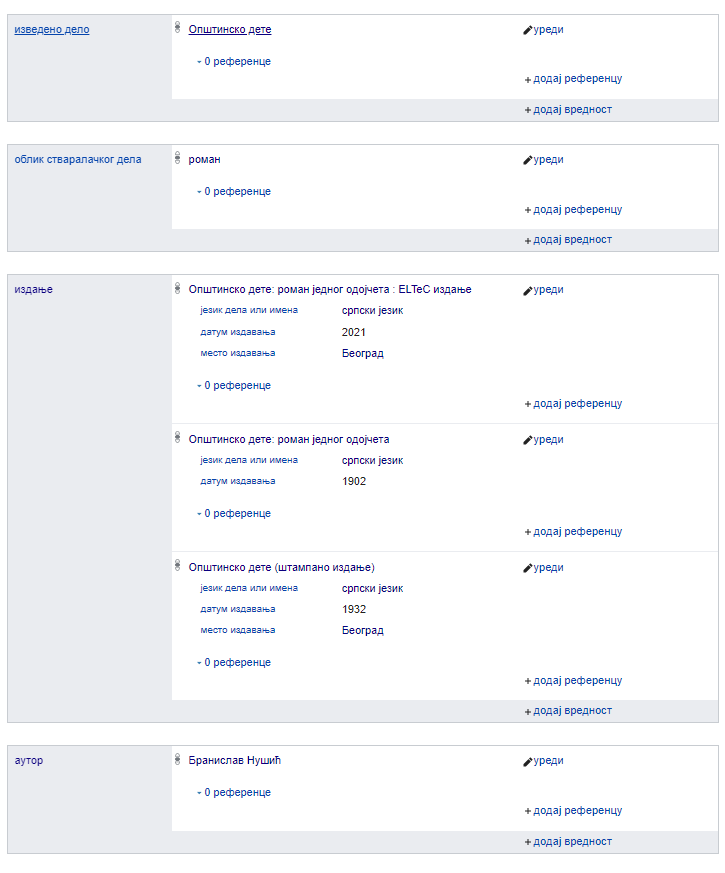 изведено дело
Општинско дете
уреди
0 референце
+ додај референцу
+ додај вредност
облик стваралачког дела
роман
уреди
0 референце
+ додај референцу
+ додај вредност
издање
Општинско дете: роман једног одојчета : ELTeC издање
уреди
језик дела или имена српски језик
датум издавања 2021
место издавања Београд
0 референце
+ додај референцу
Општинско дете: роман једног одојчета
уреди
језик дела или имена српски језик
датум издавања 1902
0 референце
+ додај референцу
Општинско дете (штампано издање)
уреди
језик дела или имена српски језик
датум издавања 1932
место издавања Београд
0 референце
+ додај референцу
+ додај вредност
аутор
Бранислав Нушић
уреди
0 референце
+ додај референцу
+ додај вредност